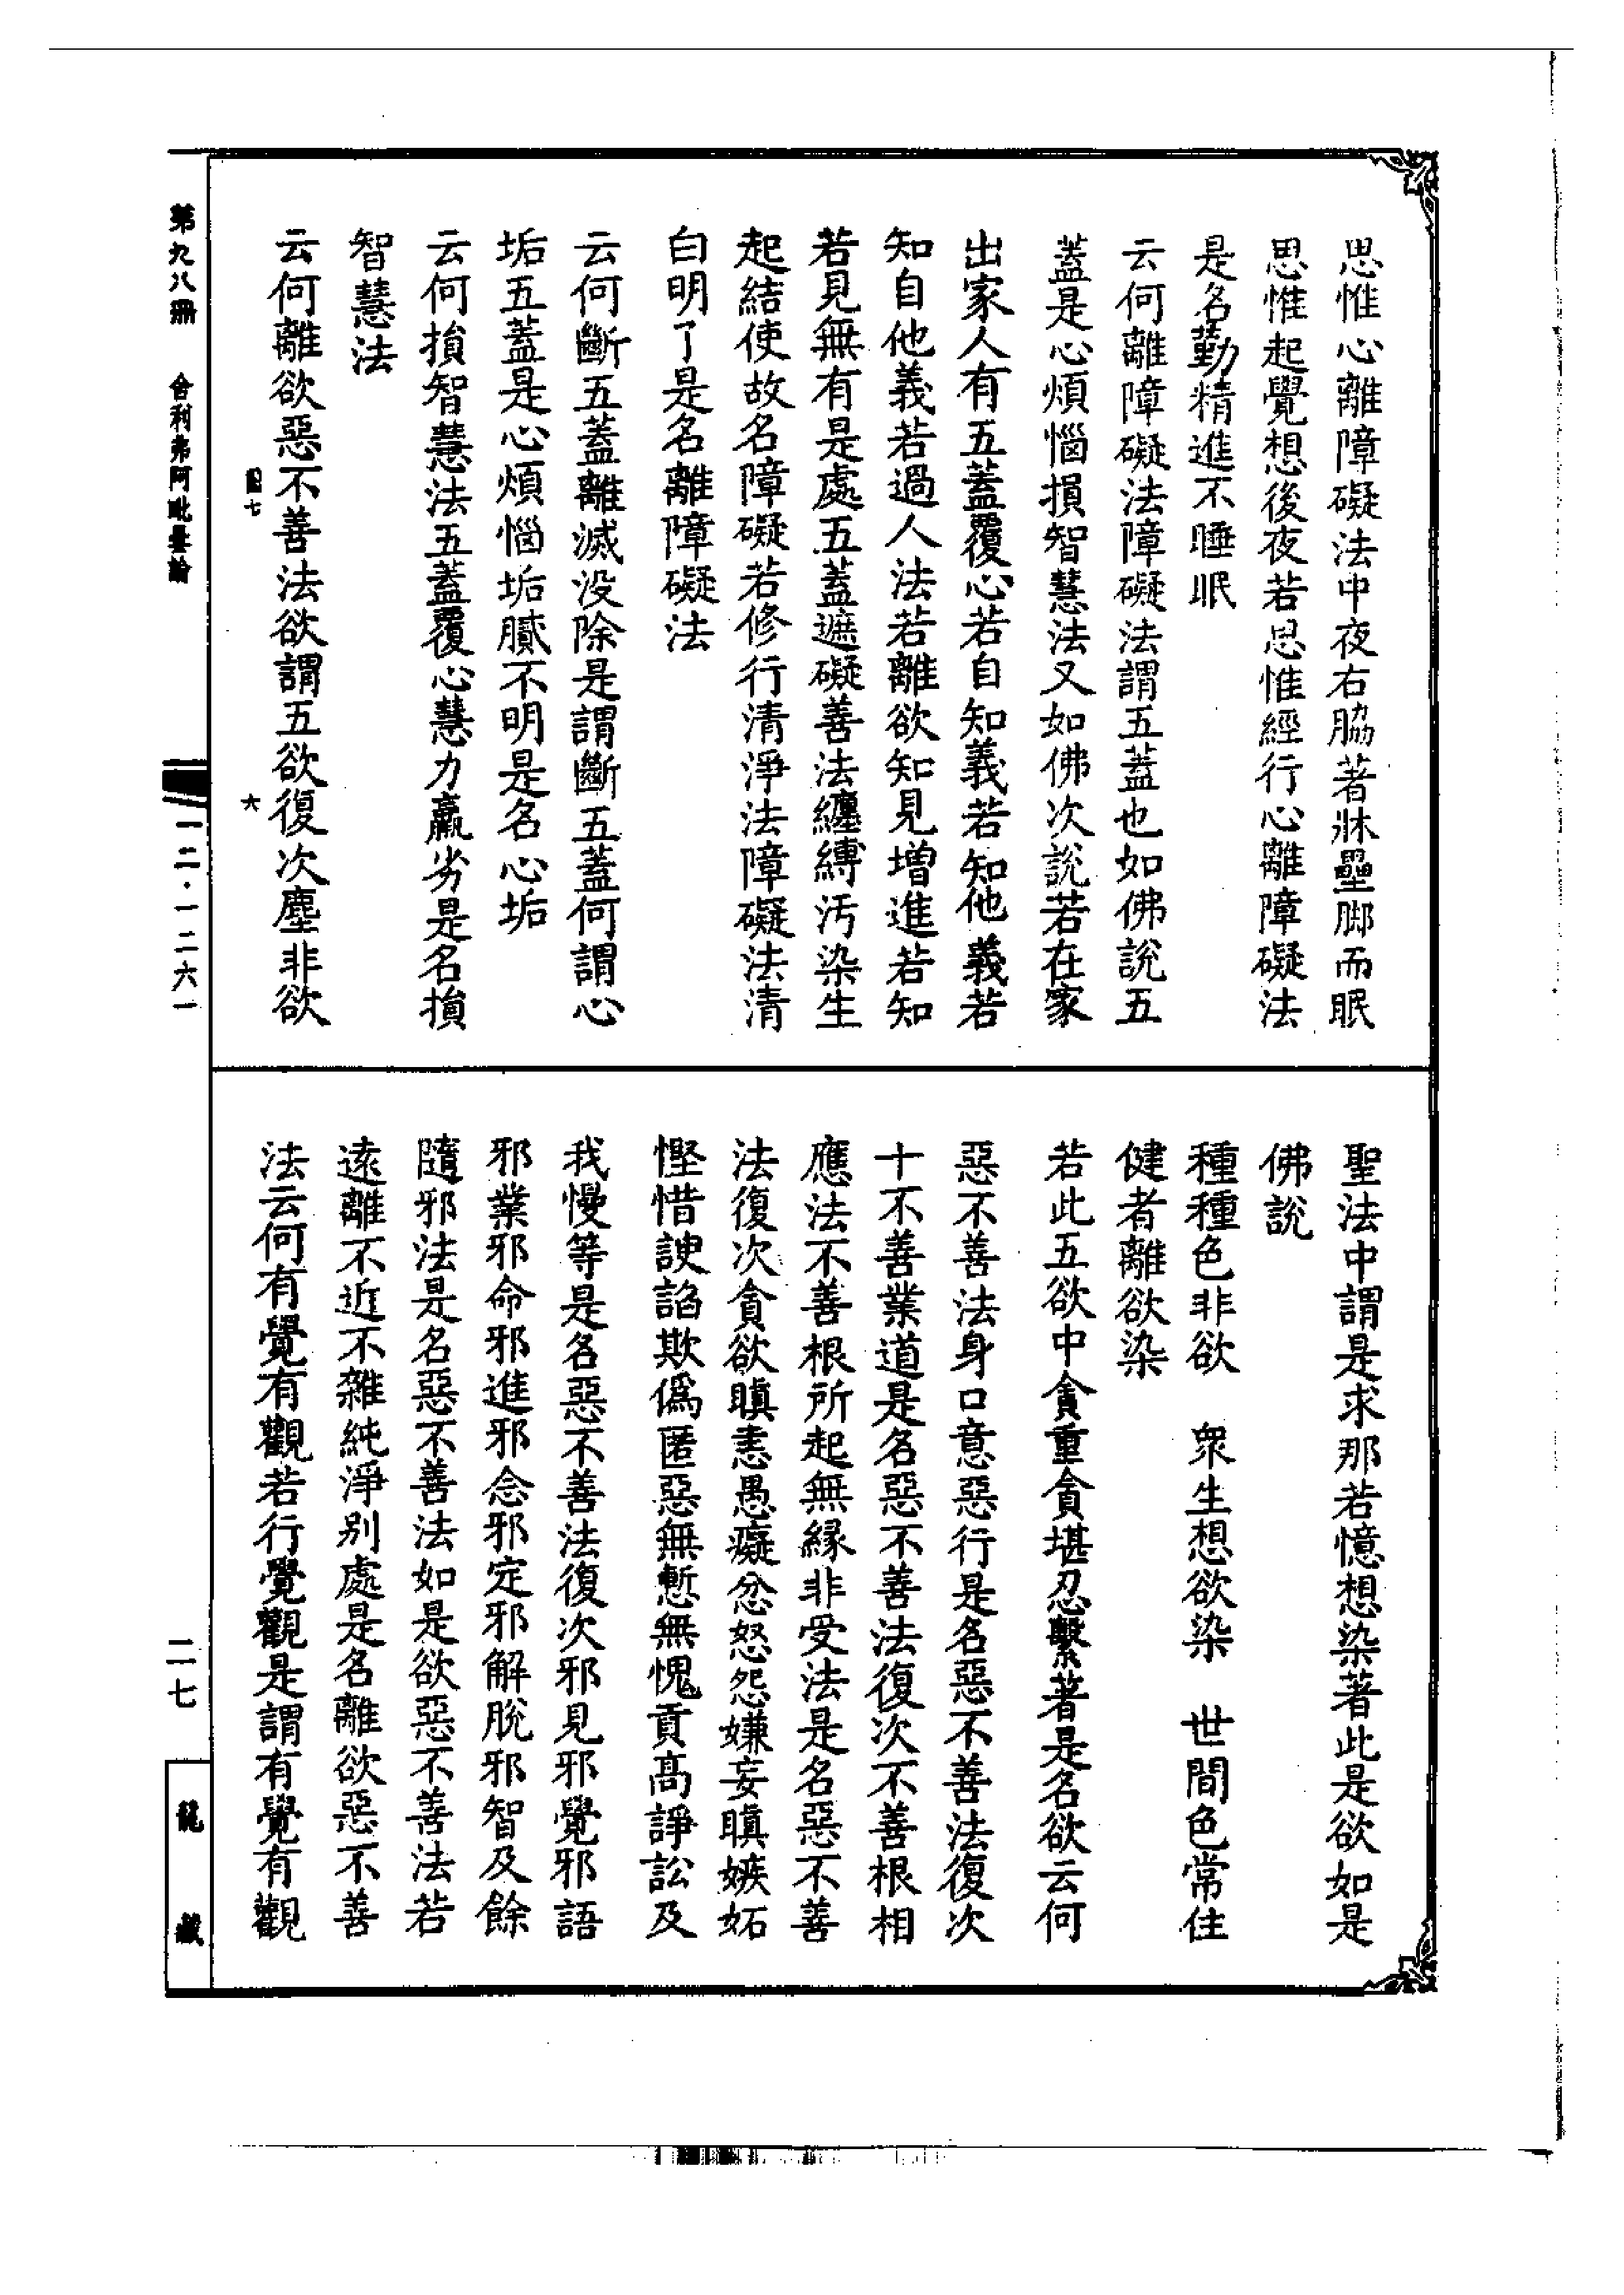 思惟心離障礙法中夜右脇著牀壘脚而眠
思惟起覺想後夜若思惟經行心離障礙法
是名勤精進不睡眠
云何離障礙法障礙法謂五蓋也如佛說五
蓋是心煩惱損智慧法又如佛次說若在家
出家人有五蓋覆心若自知義若知他義若
知自他義若過人法若離欲知見增進若知
若見無有是處五蓋遮礙善法纏縛汚染生
起結使故名障礙若修行清淨法障礙法清
白明了是名離障礙法
云何斷五蓋離滅没除是謂斷五蓋何謂心
垢五蓋是心煩惱垢膩不明是名心垢
云何損智慧法五蓋覆心慧力羸劣是名損
智慧法
云何離欲惡不善法欲謂五欲復次塵非欲
聖法中謂是求那若憶想染著此是欲如是
佛說
種種色非欲　衆生想欲染　世間色常住
健者離欲染
若此五欲中貪重貪堪忍繫著是名欲云何
惡不善法身口意惡行是名惡不善法復次
十不善業道是名惡不善法復次不善根相
應法不善根所起無緣非受法是名惡不善
法復次貪欲瞋恚愚癡忿怒怨嫌妄瞋嫉妬
慳惜諛諂欺僞匿惡無慙無愧貢高諍訟及
我慢等是名惡不善法復次邪見邪覺邪語
邪業邪命邪進邪念邪定邪解脫邪智及餘
隨邪法是名惡不善法如是欲惡不善法若
遠離不近不雜純淨别處是名離欲惡不善
法云何有覺有觀若行覺觀是謂有覺有觀
第九八冊　舍利弗阿毗曇論
一二·一二六一
二七
龍藏
六